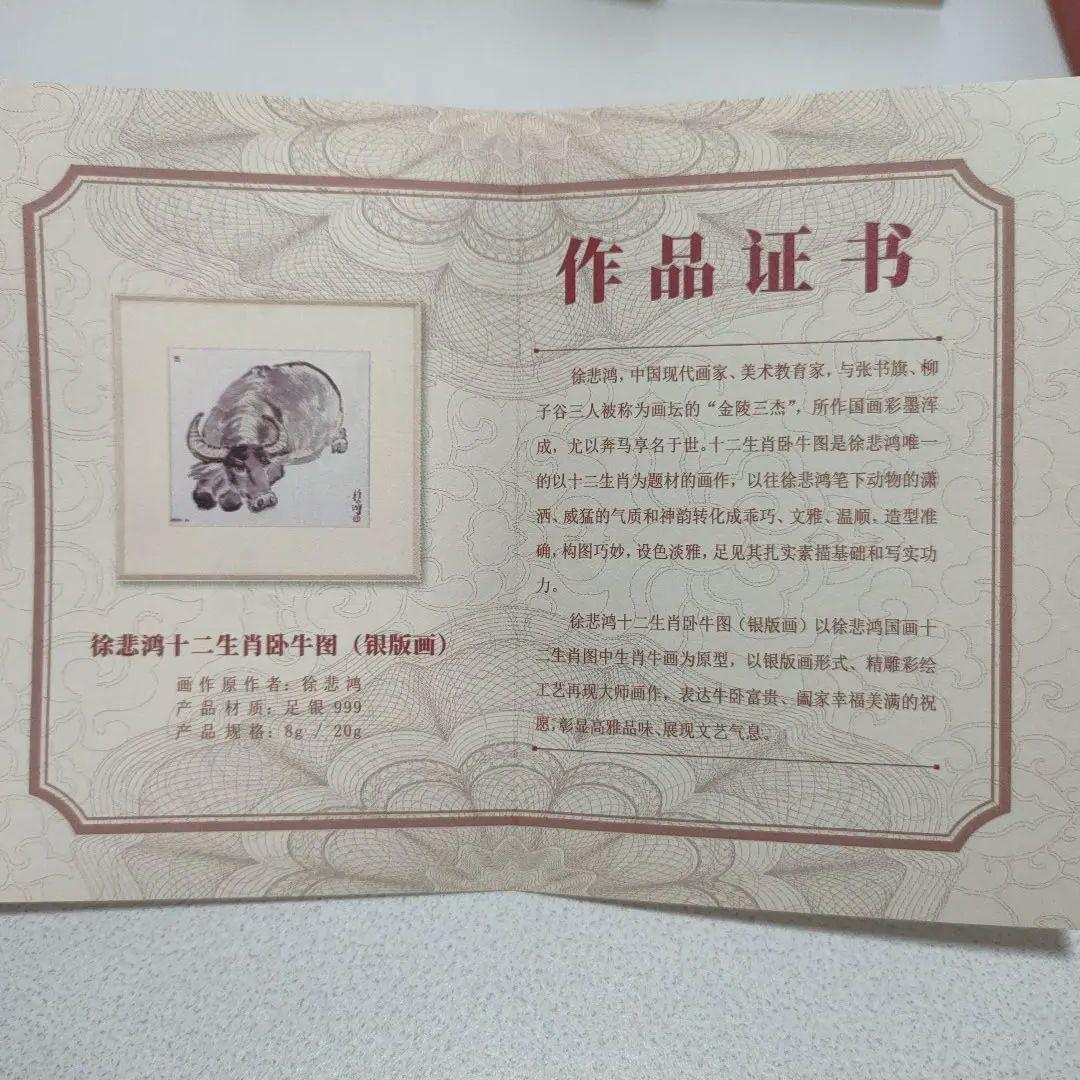 徐悲鸿十二生肖卧牛图（银版画）
画作原作者：徐悲鸿
产品材质：足银999
产品规格：8g / 20g
作品证书
徐悲鸿，中国现代画家、美术教育家，与张书旗、柳
子谷三人被称为画坛的“金陵三杰”，所作国画彩墨浑
成，尤以奔马享名于世。十二生肖卧牛图是徐悲鸿唯一
的以十二生肖为题材的画作，以往徐悲鸿笔下动物的潇
洒、威猛的气质和神韵转化成乖巧、文雅、温顺，造型准
确，构图巧妙，设色淡雅，足见其扎实素描基础和写实功
力。
徐悲鸿十二生肖卧牛图（银版画）以徐悲鸿国画十
二生肖图中生肖牛画为原型，以银版画形式、精雕彩绘
工艺再现大师画作，表达牛卧富贵、阖家幸福美满的祝
愿，彰显高雅品味、展现文艺气息。
悲鸿